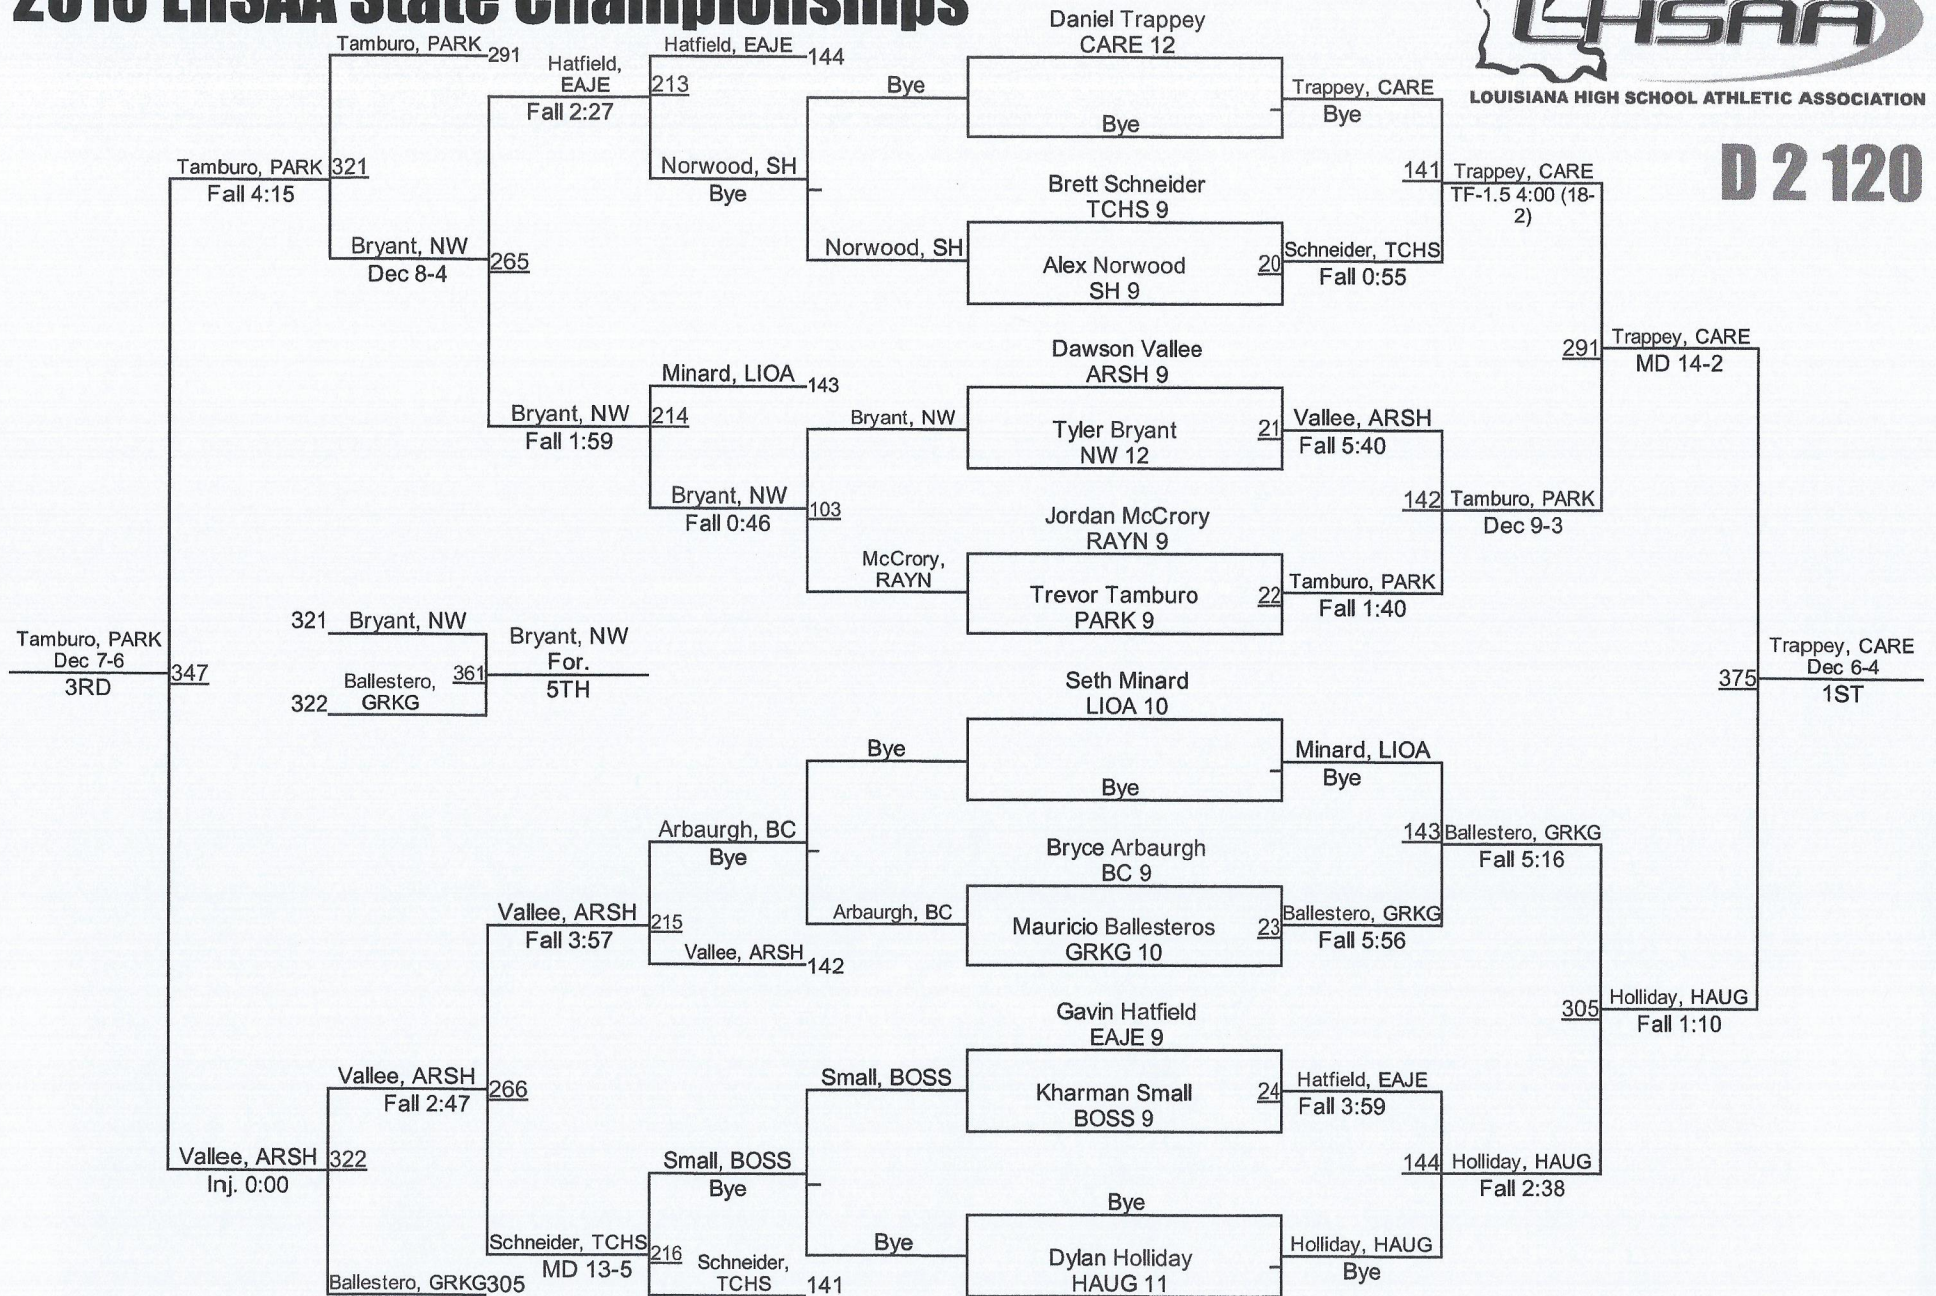 2016 LHSAA State Championships
LHSAA
LOUISIANA HIGH SCHOOL ATHLETIC ASSOCIATION
D 2 120
Daniel Trappey
CARE 12
Bye
Brett Schneider
TCHS 9
Alex Norwood
SH 9
20
Dawson Vallee
ARSH 9
Tyler Bryant
NW 12
21
Jordan McCrory
RAYN 9
Trevor Tamburo
PARK 9
22
Seth Minard
LIOA 10
Bye
Bryce Arbaurgh
BC 9
Mauricio Ballesteros
GRKG 10
23
Gavin Hatfield
EAJE 9
Kharman Small
BOSS 9
24
Bye
Dylan Holliday
HAUG 11
Trappey, CARE
Bye
Schneider, TCHS
Fall 0:55
Vallee, ARSH
Fall 5:40
Tamburo, PARK
Fall 1:40
Minard, LIOA
Bye
Ballestero, GRKG
Fall 5:56
Hatfield, EAJE
Fall 3:59
Holliday, HAUG
Bye
141
Trappey, CARE
TF-1.5 4:00 (18-
2)
142
Tamburo, PARK
Dec 9-3
143
Ballestero, GRKG
Fall 5:16
144
Holliday, HAUG
Fall 2:38
291
Trappey, CARE
MD 14-2
305
Holliday, HAUG
Fall 1:10
375
Trappey, CARE
Dec 6-4
1ST
Bye
Norwood, SH
Bryant, NW
McCrory,
RAYN
Bye
Arbaurgh, BC
Small, BOSS
Bye
Hatfield, EAJE
144
Norwood, SH
Bye
Minard, LIOA
143
Bryant, NW
Fall 0:46
103
Arbaurgh, BC
Bye
Vallee, ARSH
142
Small, BOSS
Bye
Schneider,
TCHS
141
Hatfield,
EAJE
Fall 2:27
213
Bryant, NW
Fall 1:59
214
Vallee, ARSH
Fall 3:57
215
Schneider, TCHS
MD 13-5
216
Tamburo, PARK
291
Bryant, NW
Dec 8-4
265
Vallee, ARSH
Fall 2:47
266
Ballestero, GRKG
305
Tamburo, PARK
Fall 4:15
321
Vallee, ARSH
Inj. 0:00
322
Tamburo, PARK
Dec 7-6
3RD
347
321
Bryant, NW
322
Ballestero,
GRKG
361
Bryant, NW
For.
5TH